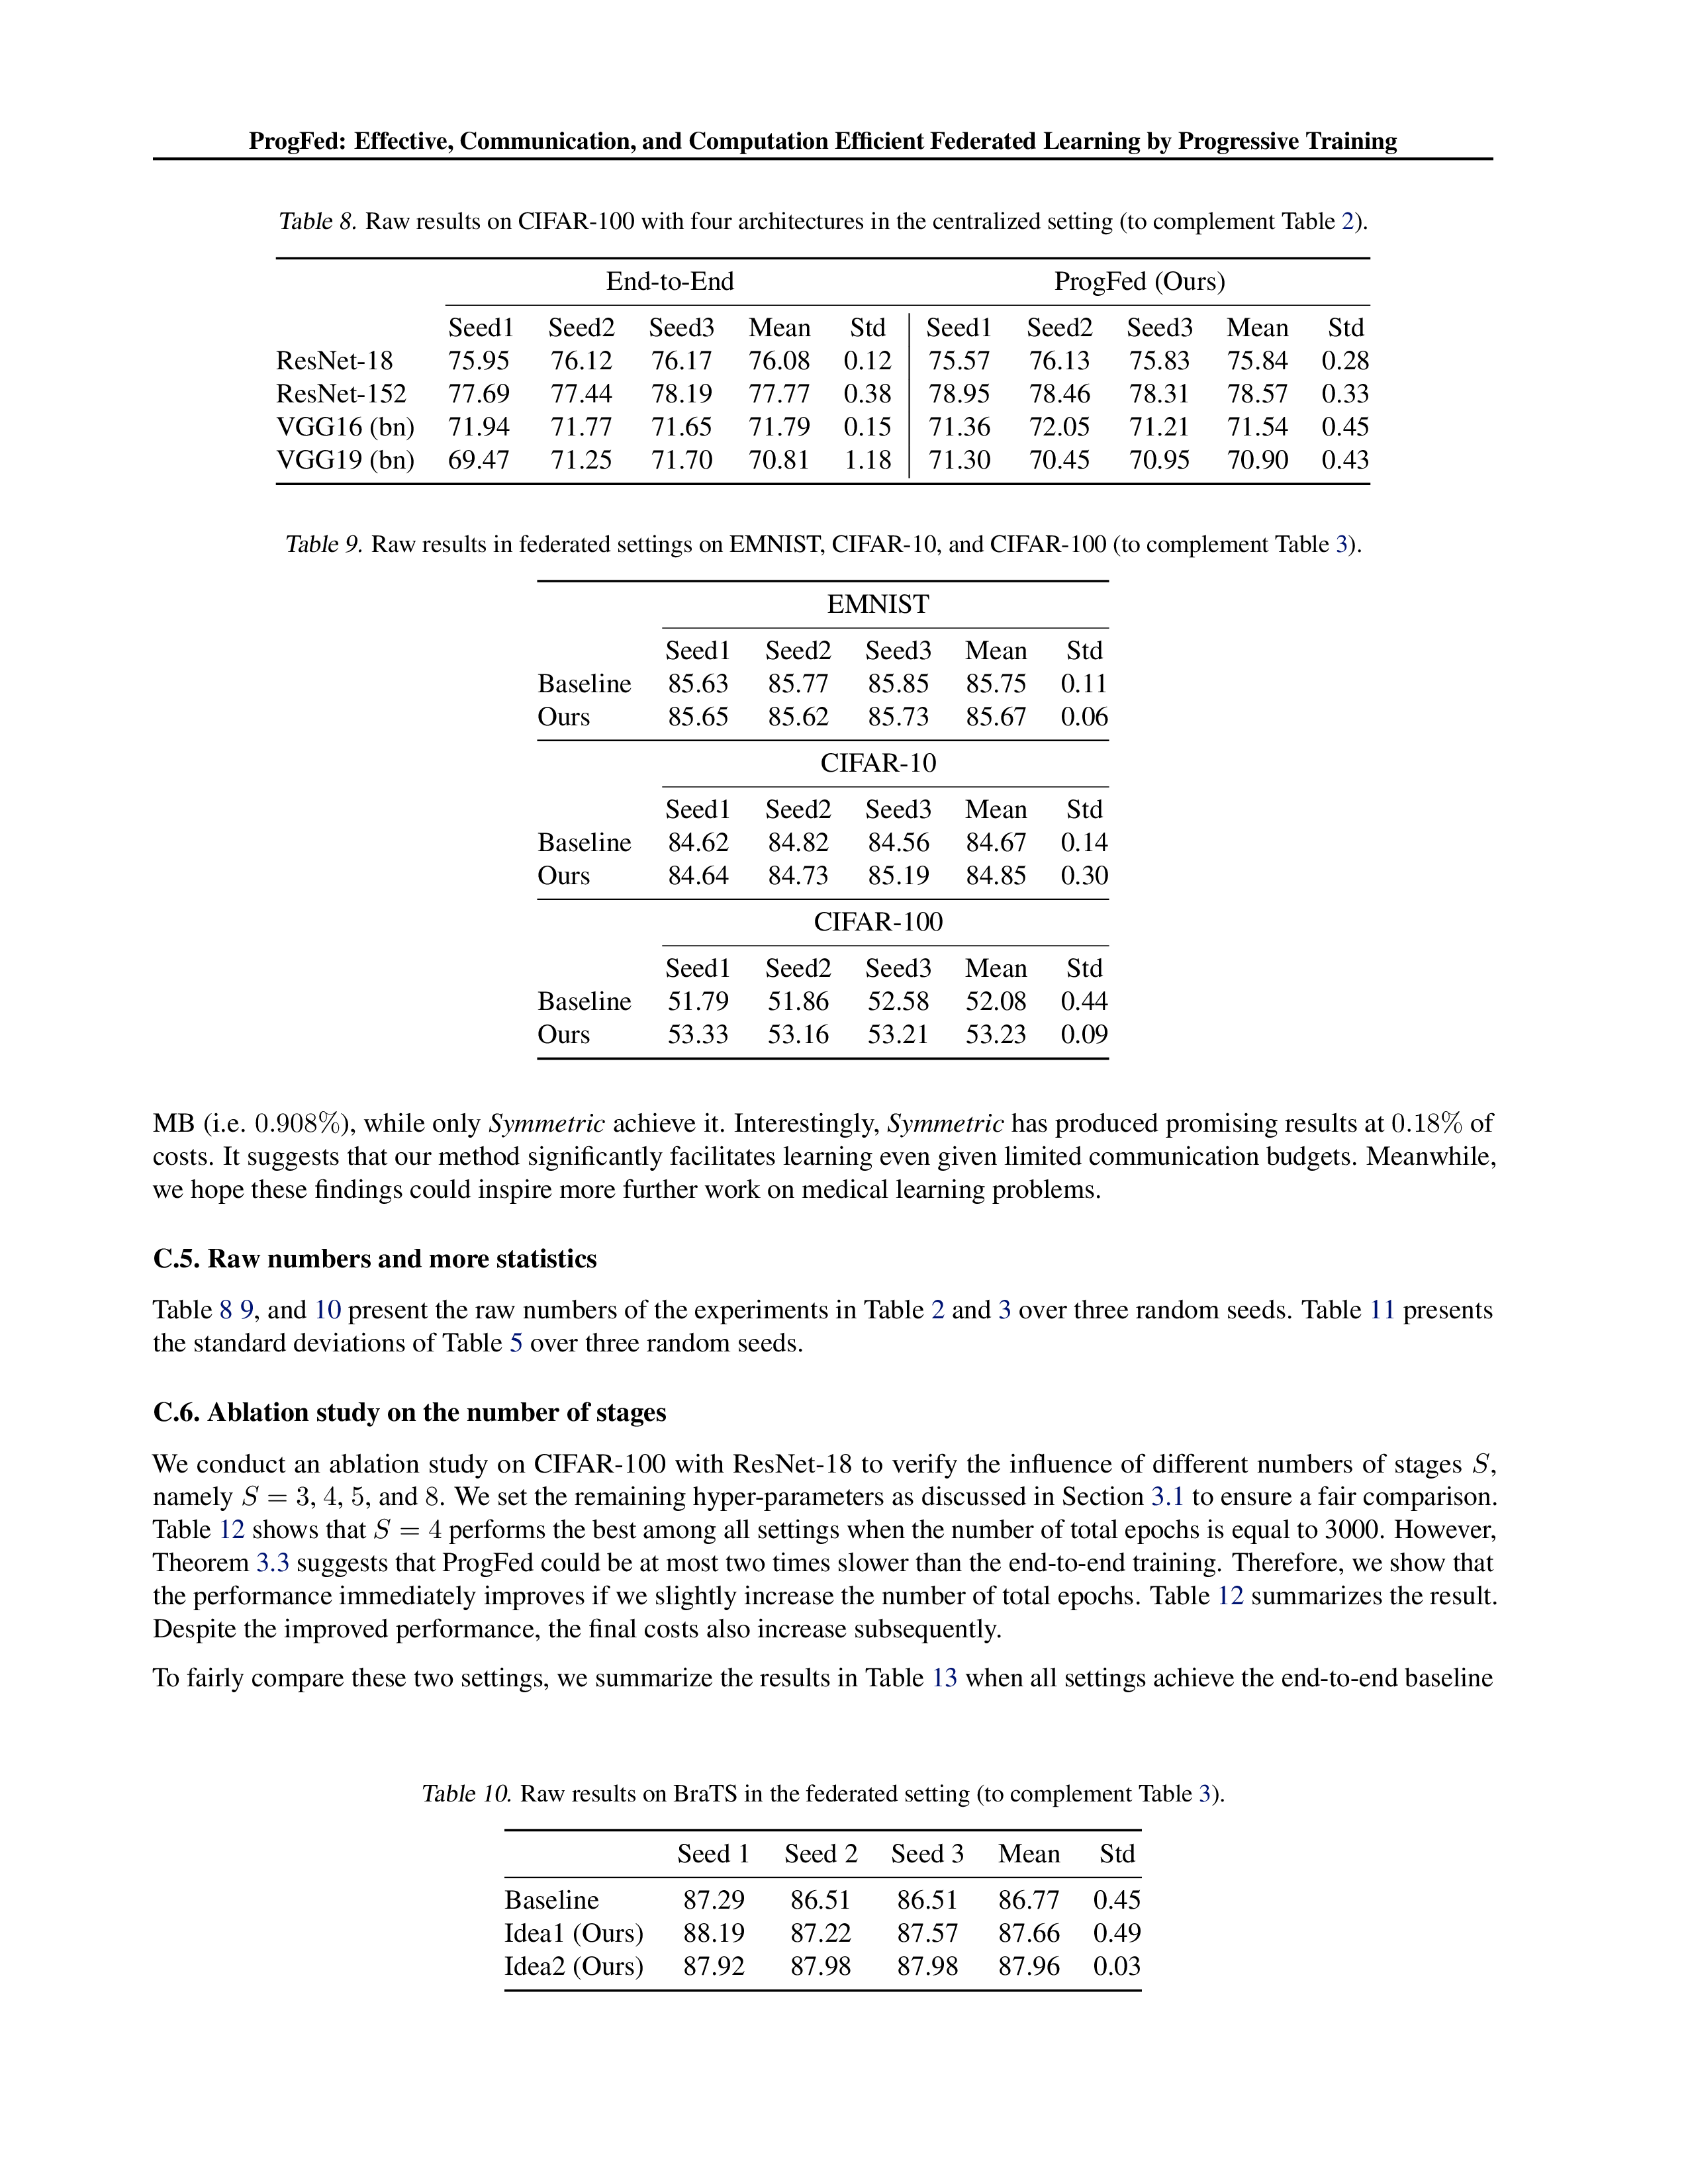 ProgFed: Effective, Communication, and Computation Efficient Federated Learning by Progressive Training
Table 8. Raw results on CIFAR-100 with four architectures in the centralized setting (to complement Table 2).
End-to-End ProgFed (Ours)
Seed1 Seed2 Seed3 Mean Std Seed1 Seed2 Seed3 Mean Std
ResNet-18 75.95 76.12 76.17 76.08 0.12 75.57 76.13 75.83 75.84 0.28
ResNet-152 77.69 77.44 78.19 77.77 0.38 78.95 78.46 78.31 78.57 0.33
VGG16 (bn) 71.94 71.77 71.65 71.79 0.15 71.36 72.05 71.21 71.54 0.45
VGG19 (bn) 69.47 71.25 71.70 70.81 1.18 71.30 70.45 70.95 70.90 0.43
Table 9. Raw results in federated settings on EMNIST, CIFAR-10, and CIFAR-100 (to complement Table 3).
EMNIST
Seed1 Seed2 Seed3 Mean Std
Baseline 85.63 85.77 85.85 85.75 0.11
Ours 85.65 85.62 85.73 85.67 0.06
CIFAR-10
Seed1 Seed2 Seed3 Mean Std
Baseline 84.62 84.82 84.56 84.67 0.14
Ours 84.64 84.73 85.19 84.85 0.30
CIFAR-100
Seed1 Seed2 Seed3 Mean Std
Baseline 51.79 51.86 52.58 52.08 0.44
Ours 53.33 53.16 53.21 53.23 0.09
MB (i.e. 0.908%), while only Symmetric achieve it. Interestingly, Symmetric has produced promising results at 0.18% of
costs. It suggests that our method significantly facilitates learning even given limited communication budgets. Meanwhile,
we hope these findings could inspire more further work on medical learning problems.
C.5. Raw numbers and more statistics
Table 8 9, and 10 present the raw numbers of the experiments in Table 2 and 3 over three random seeds. Table 11 presents
the standard deviations of Table 5 over three random seeds.
C.6. Ablation study on the number of stages
We conduct an ablation study on CIFAR-100 with ResNet-18 to verify the influence of different numbers of stages S,
namely S = 3, 4, 5, and 8. We set the remaining hyper-parameters as discussed in Section 3.1 to ensure a fair comparison.
Table 12 shows that S = 4 performs the best among all settings when the number of total epochs is equal to 3000. However,
Theorem 3.3 suggests that ProgFed could be at most two times slower than the end-to-end training. Therefore, we show that
the performance immediately improves if we slightly increase the number of total epochs. Table 12 summarizes the result.
Despite the improved performance, the final costs also increase subsequently.
To fairly compare these two settings, we summarize the results in Table 13 when all settings achieve the end-to-end baseline
Table 10. Raw results on BraTS in the federated setting (to complement Table 3).
Seed 1 Seed 2 Seed 3 Mean Std
Baseline 87.29 86.51 86.51 86.77 0.45
Idea1 (Ours) 88.19 87.22 87.57 87.66 0.49
Idea2 (Ours) 87.92 87.98 87.98 87.96 0.03